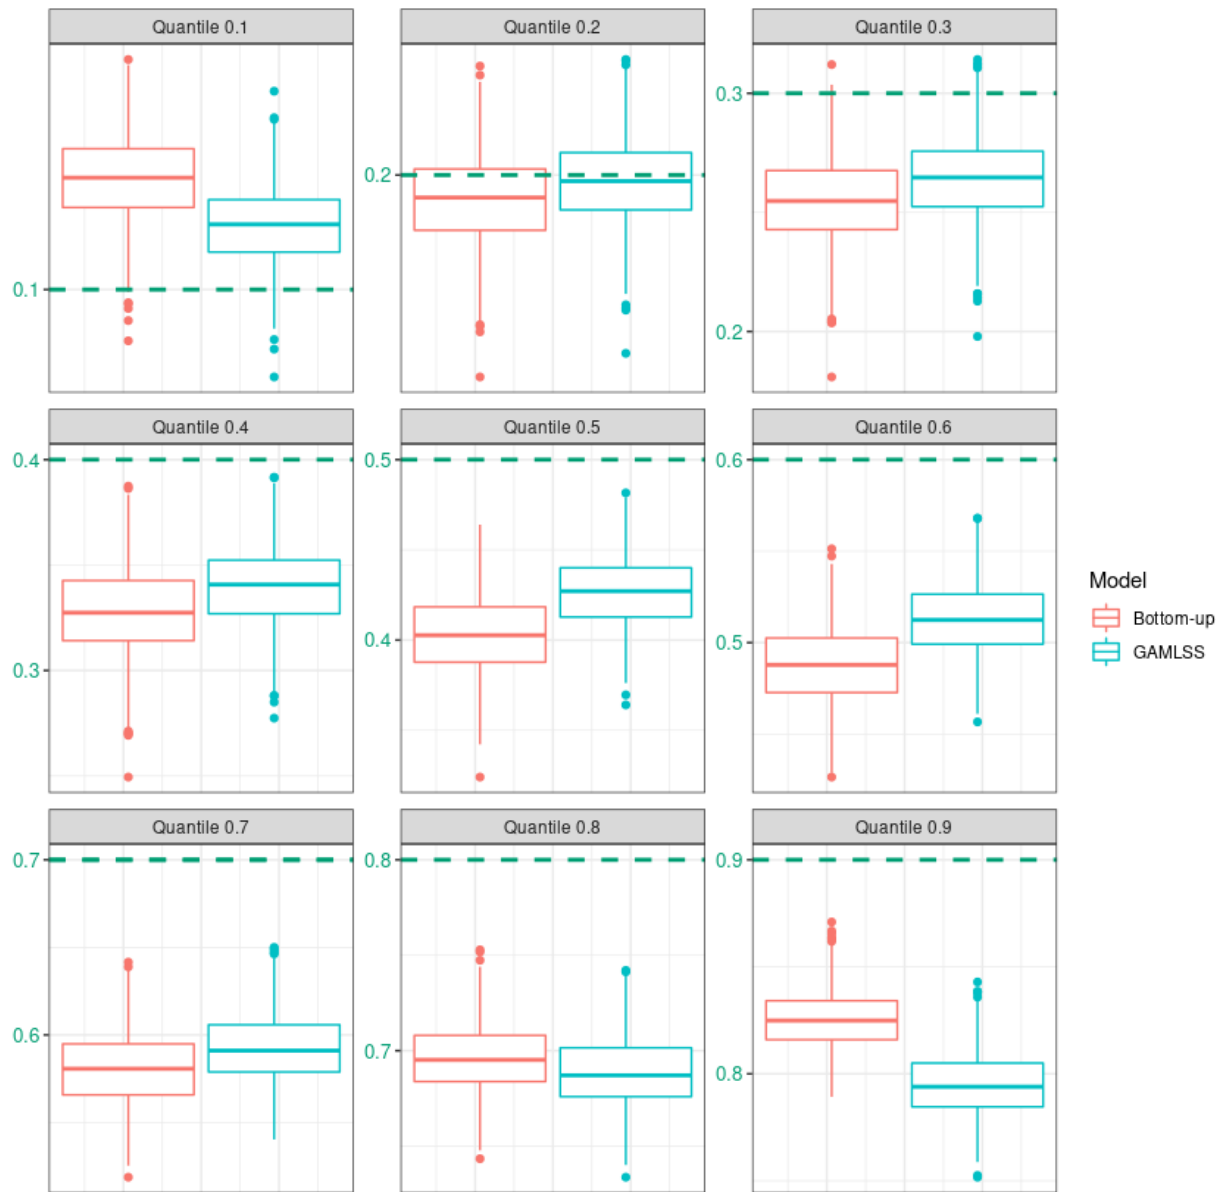 Quantile 0.1
Quantile 0.2
Quantile 0.3
0.1
0.2
0.3
0.2
Quantile 0.4
Quantile 0.5
Quantile 0.6
0.4
0.3
0.5
0.4
0.6
0.5
Model
Bottom-up
GAMLSS
Quantile 0.7
Quantile 0.8
Quantile 0.9
0.7
0.6
0.8
0.7
0.9
0.8